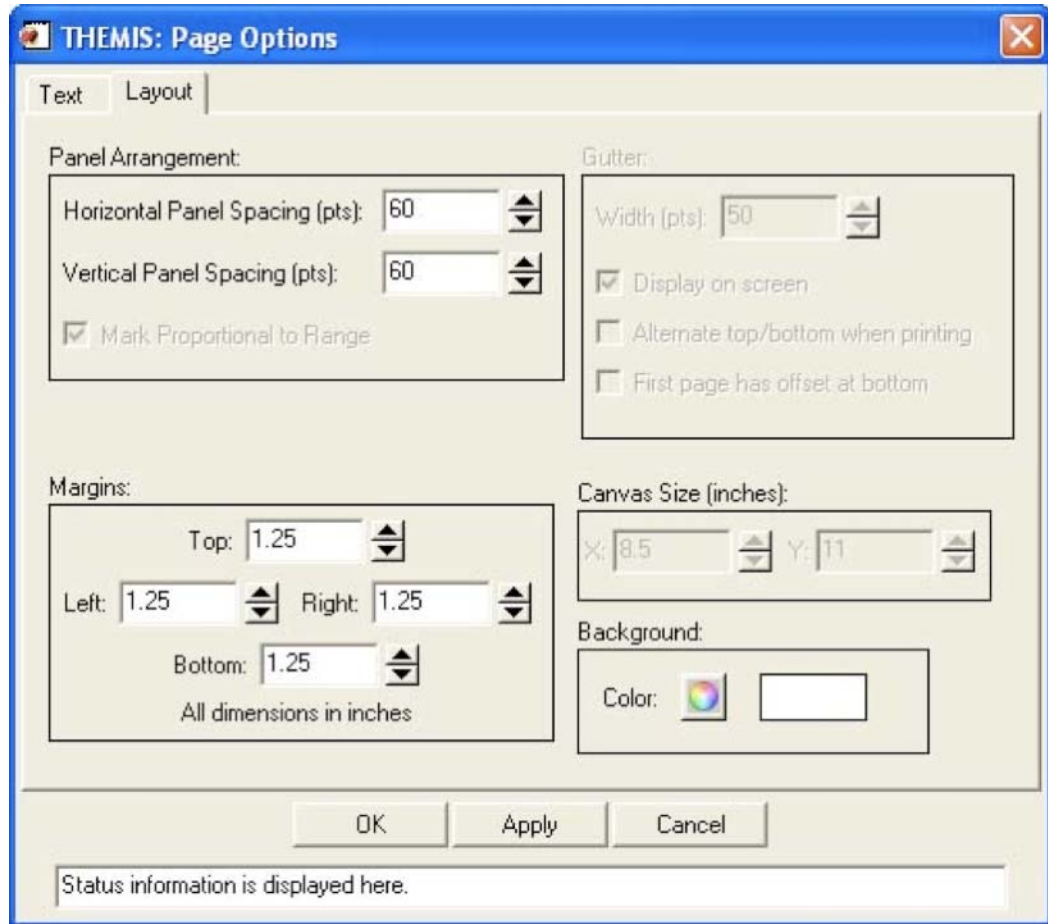 THEMIS: Page Options
Text Layout
Panel Arrangement:
Horizontal Panel Spacing (pts): 60
Vertical Panel Spacing (pts): 60
Mark Proportional to Range
Gutter:
Width (pts): 50
Display on screen
Alternate top/bottom when printing
First page has offset at bottom
Margins:
Top: 1.25
Left: 1.25 Right: 1.25
Bottom: 1.25
All dimensions in inches
Canvas Size (inches):
X: 8.5 Y: 11
Background:
Color:
OK Apply Cancel
Status information is displayed here.